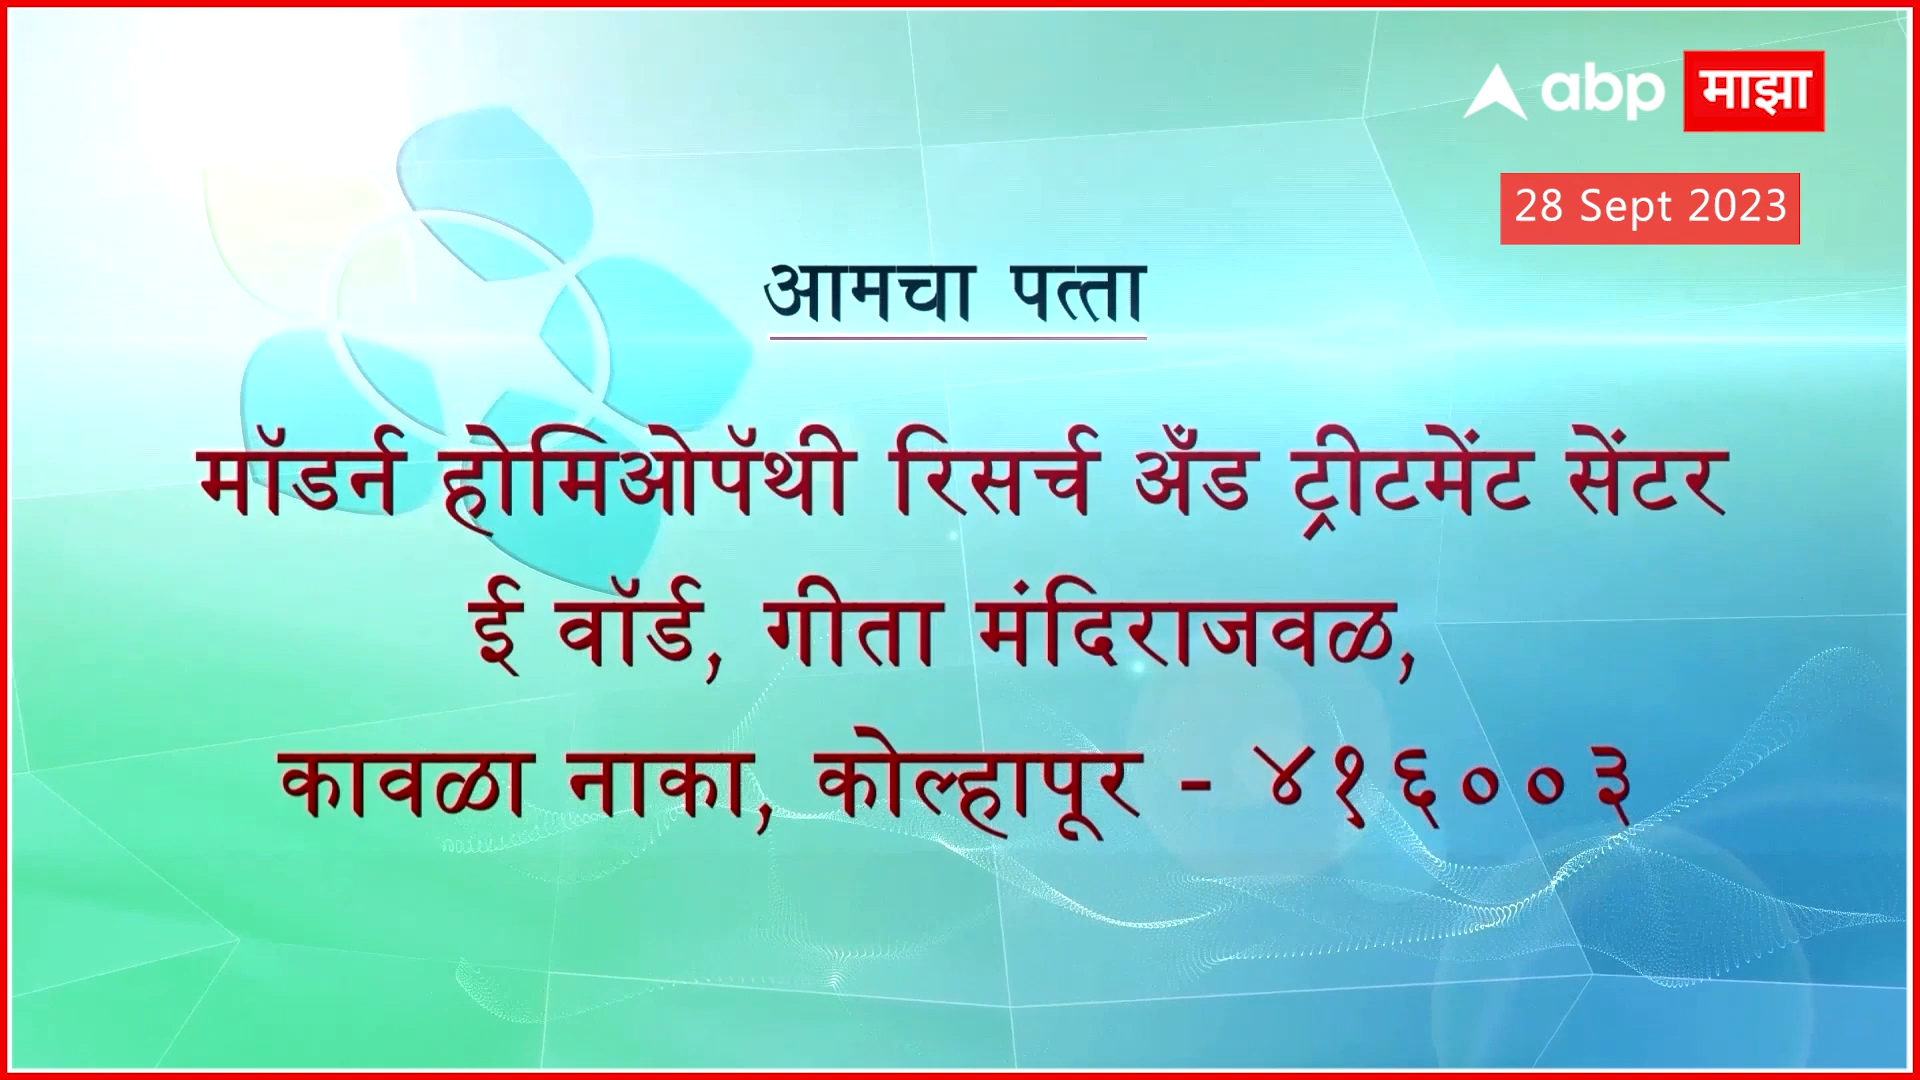 abp माझा
28 Sept 2023
आमचा पत्ता
मॉडर्न होमिओपॅथी रिसर्च अँड ट्रीटमेंट सेंटर
ई वॉर्ड, गीता मंदिराजवळ,
कावळा नाका, कोल्हापूर - ४१६००३